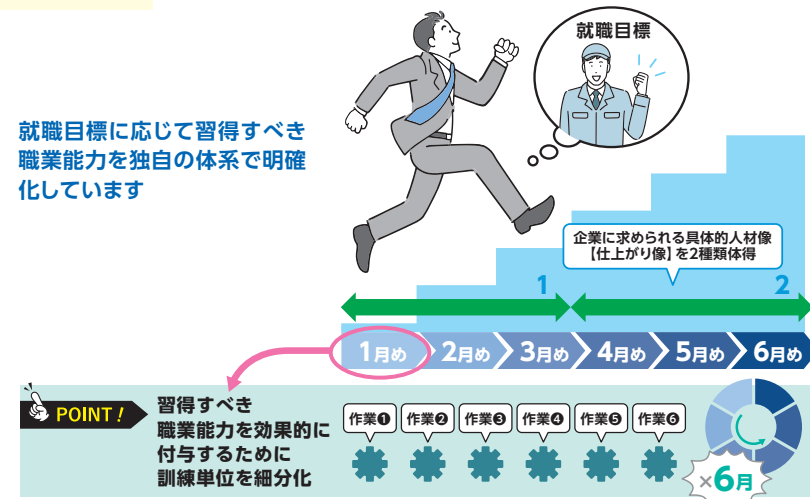 就職目標
就職目標に応じて習得すべき
職業能力を独自の体系で明確
化しています
企業に求められる具体的人材像
【仕上がり像】を2種類体得
1
2
1月め
2月め
3月め
4月め
5月め
6月め
POINT!
習得すべき
職業能力を効果的に
付与するために
訓練単位を細分化
作業❶
作業❷
作業❸
作業❹
作業❺
作業❻
×6月